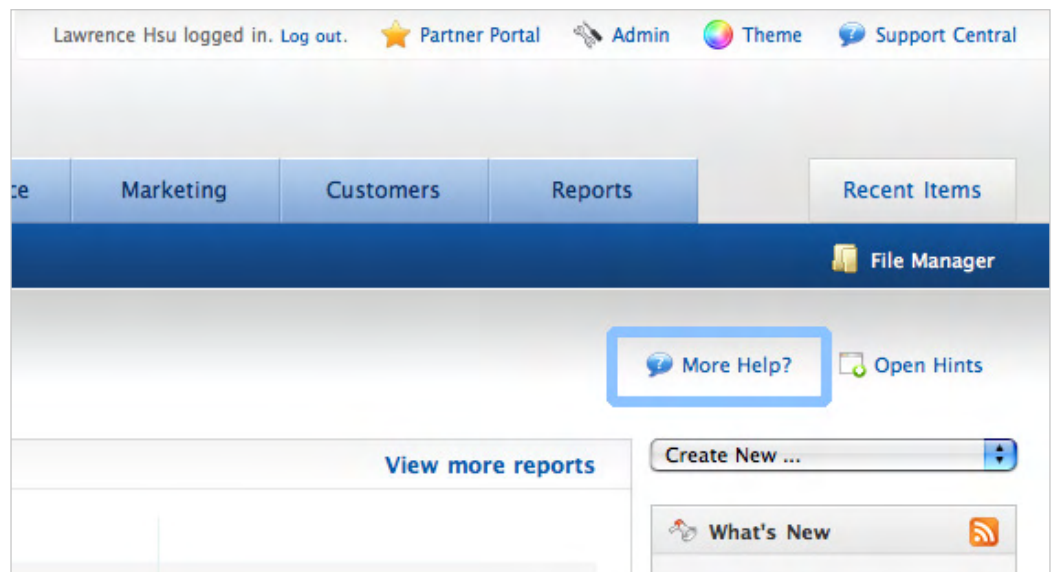 Lawrence Hsu logged in. Log out. Partner Portal Admin Theme Support Central
ce Marketing Customers Reports Recent Items
File Manager
More Help? Open Hints
View more reports Create New ...
What's New